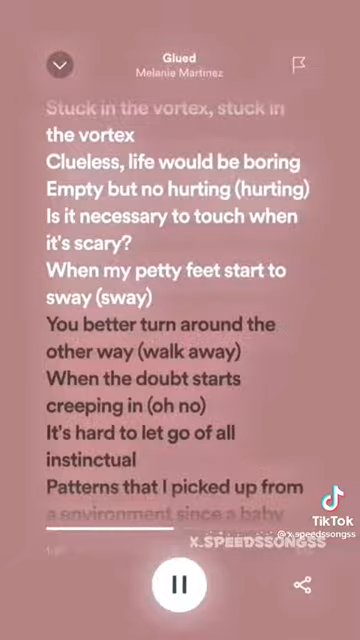 Glued
Melanie Martinez
Stuck in the vortex, stuck in
the vortex
Clueless, life would be boring
Empty but no hurting (hurting)
Is it necessary to touch when
it's scary?
When my petty feet start to
sway (sway)
You better turn around the
other way (walk away)
When the doubt starts
creeping in (oh no)
It's hard to let go of all
instinctual
Patterns that I picked up from
a environment since a baby
TikTok
@x.speedssongss
X.SPEEDSSONGSS